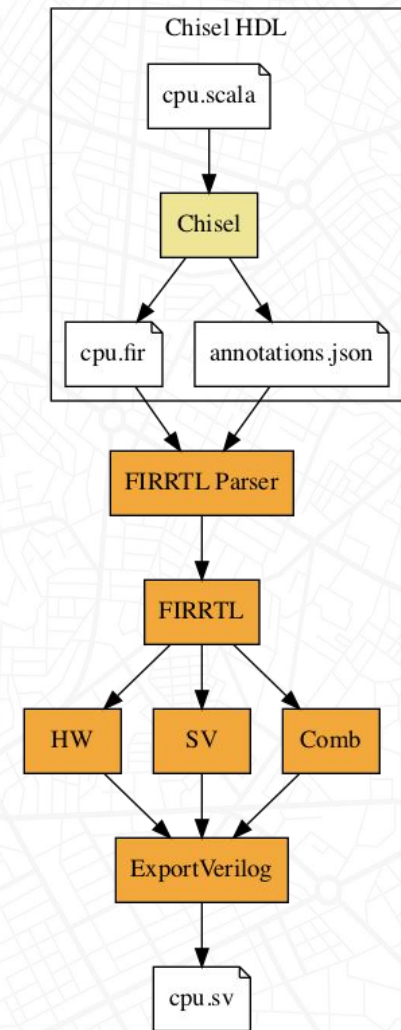 Chisel HDL
cpu.scala
Chisel
cpu.fir
annotations.json
FIRRTL Parser
FIRRTL
HW
SV
Comb
ExportVerilog
cpu.sv